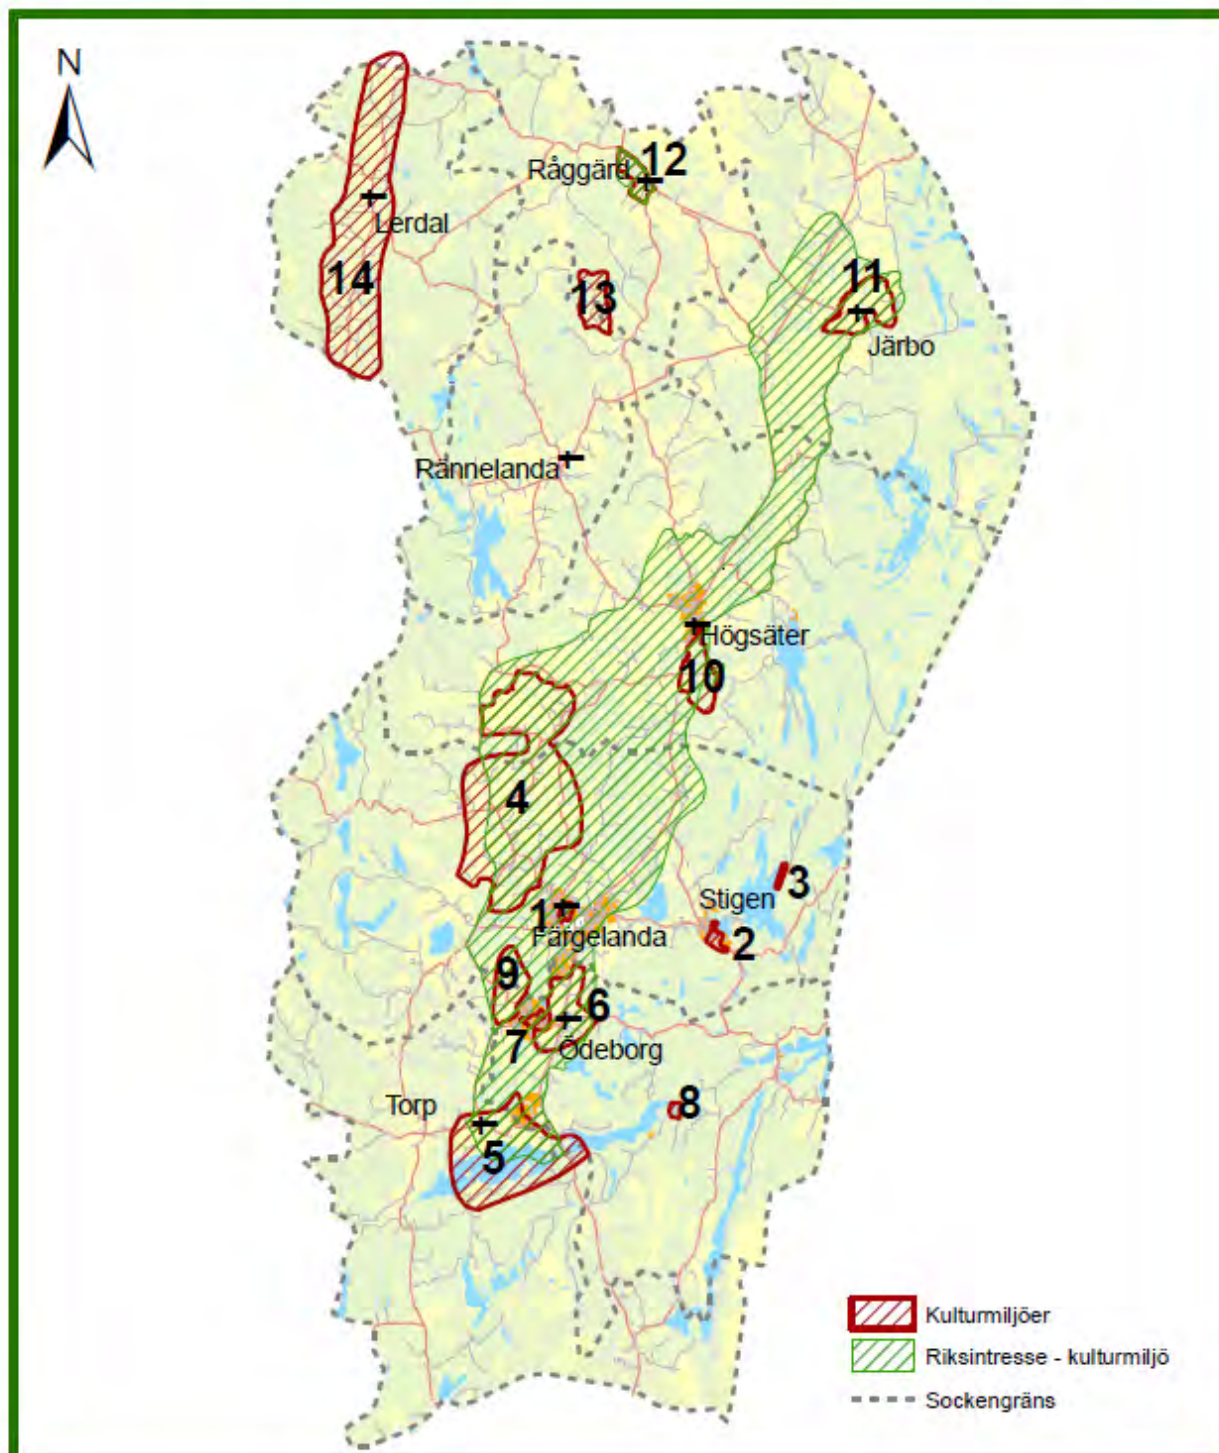 N
12
Råggärd
Lerdal
14
13
11
Järbo
Rännelanda
Högsäter
10
4
3
Stigen
1
Färgelanda
2
9
6
7
Ödeborg
Torp
8
5
Kulturmiljöer
Riksintresse - kulturmiljö
Sockengräns